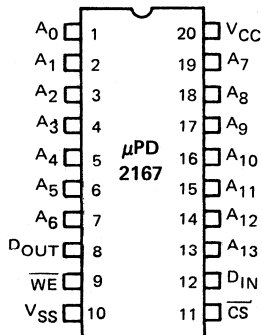 A0 1 20 VCC
A1 2 19 A7
A2 3 18 A8
A3 4 17 A9
μPD
A4 5 16 A10
2167
A5 6 15 A11
A6 7 14 A12
DOUT 8 13 A13
W̅E̅ 9 12 DIN
VSS 10 11 C̅S̅